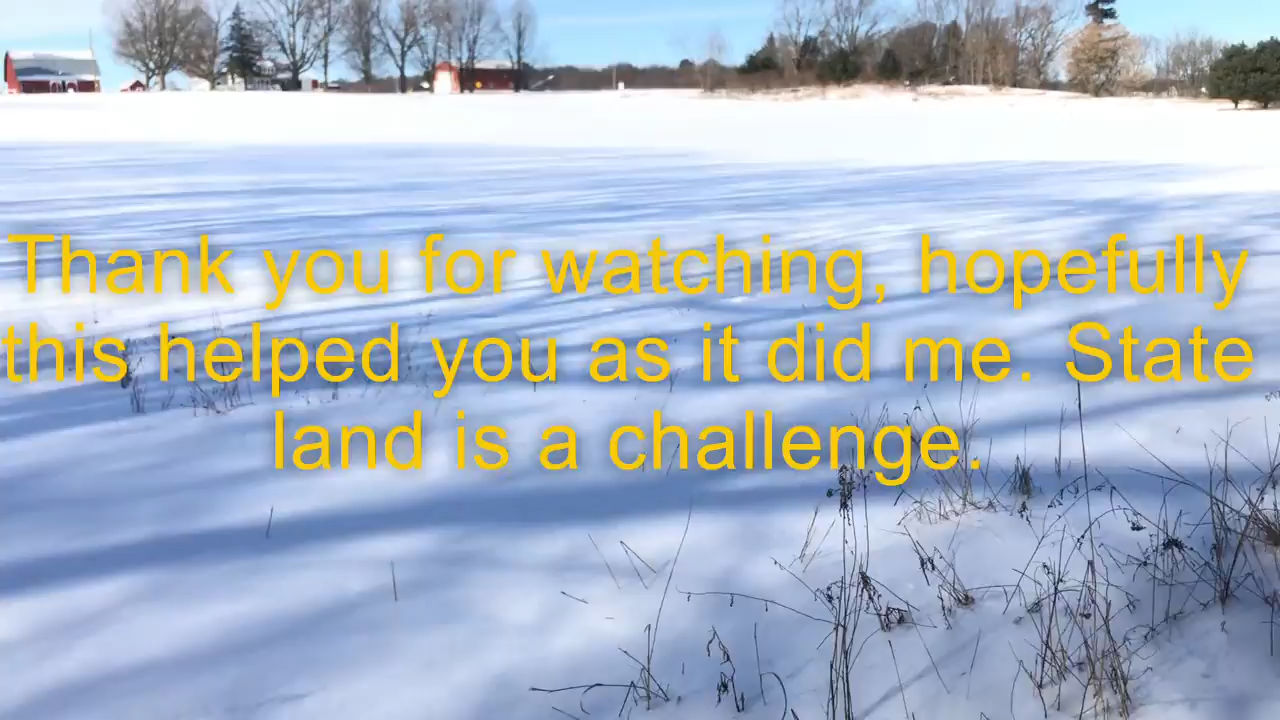 Thank you for watching, hopefully
this helped you as it did me. State
land is a challenge.